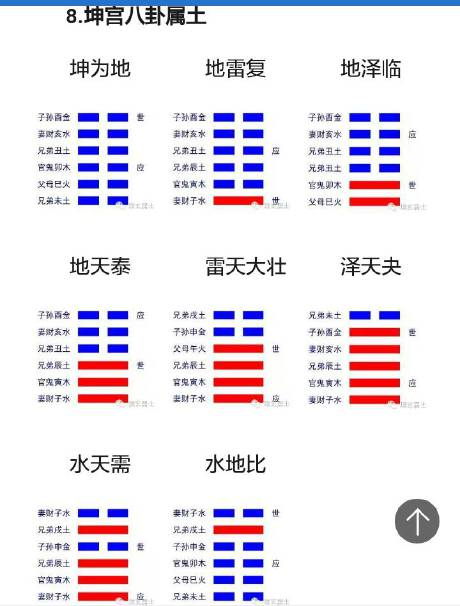 8.坤宫八卦属土
坤为地 地雷复 地泽临
子孙酉金 世 子孙酉金 子孙酉金
妻财亥水 妻财亥水 妻财亥水 应
兄弟丑土 兄弟丑土 应 兄弟丑土
官鬼卯木 应 兄弟辰土 兄弟丑土
父母巳火 官鬼寅木 官鬼卯木 世
兄弟未土 妻财子水 世 父母巳火
地天泰 雷天大壮 泽天夬
子孙酉金 应 兄弟戌土 兄弟未土
妻财亥水 子孙申金 子孙酉金 世
兄弟丑土 父母午火 世 妻财亥水
兄弟辰土 世 兄弟辰土 兄弟辰土
官鬼寅木 官鬼寅木 官鬼寅木 应
妻财子水 妻财子水 应 妻财子水
水天需 水地比
妻财子水 妻财子水 世
兄弟戌土 兄弟戌土
子孙申金 世 子孙申金
兄弟辰土 官鬼卯木 应
官鬼寅木 父母巳火
妻财子水 应 兄弟未土